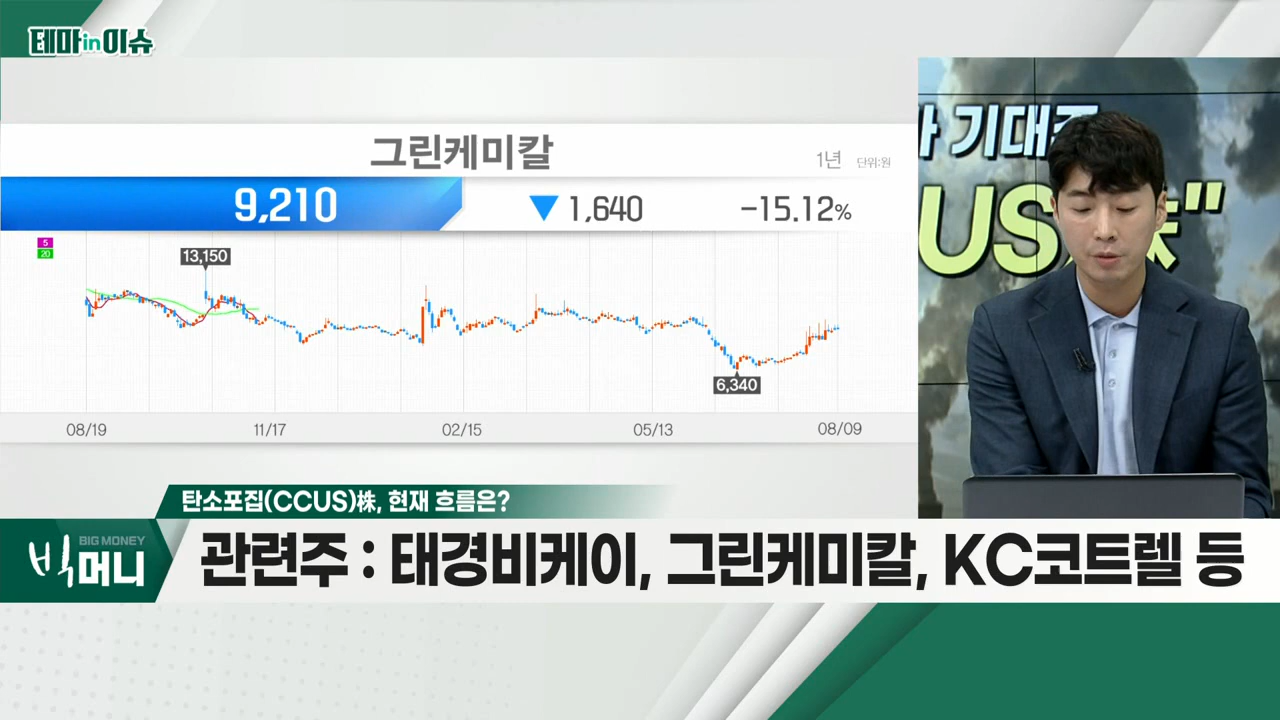 테마in이슈
그린케미칼
1년 단위:원
9,210 ▼1,640 -15.12%
5
20
13,150
6,340
08/19 11/17 02/15 05/13 08/09
기대주
US 株"
탄소포집(CCUS)株, 현재 흐름은?
BIG MONEY
빅머니
관련주 : 태경비케이, 그린케미칼, KC코트렐 등